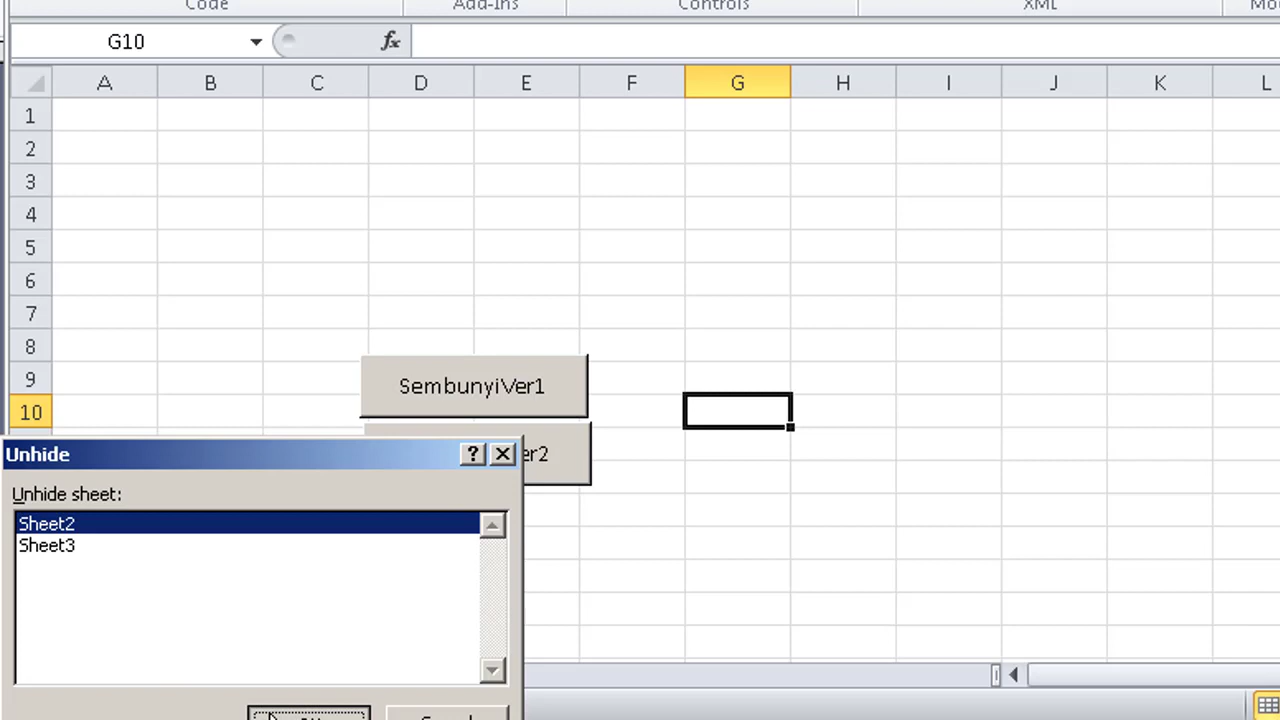 Code Add-Ins Controls XML
G10 fx
A B C D E F G H I J K L
1
2
3
4
5
6
7
8
9
SembunyiVer1
10
er2
Unhide ?
Unhide sheet:
Sheet2
Sheet3